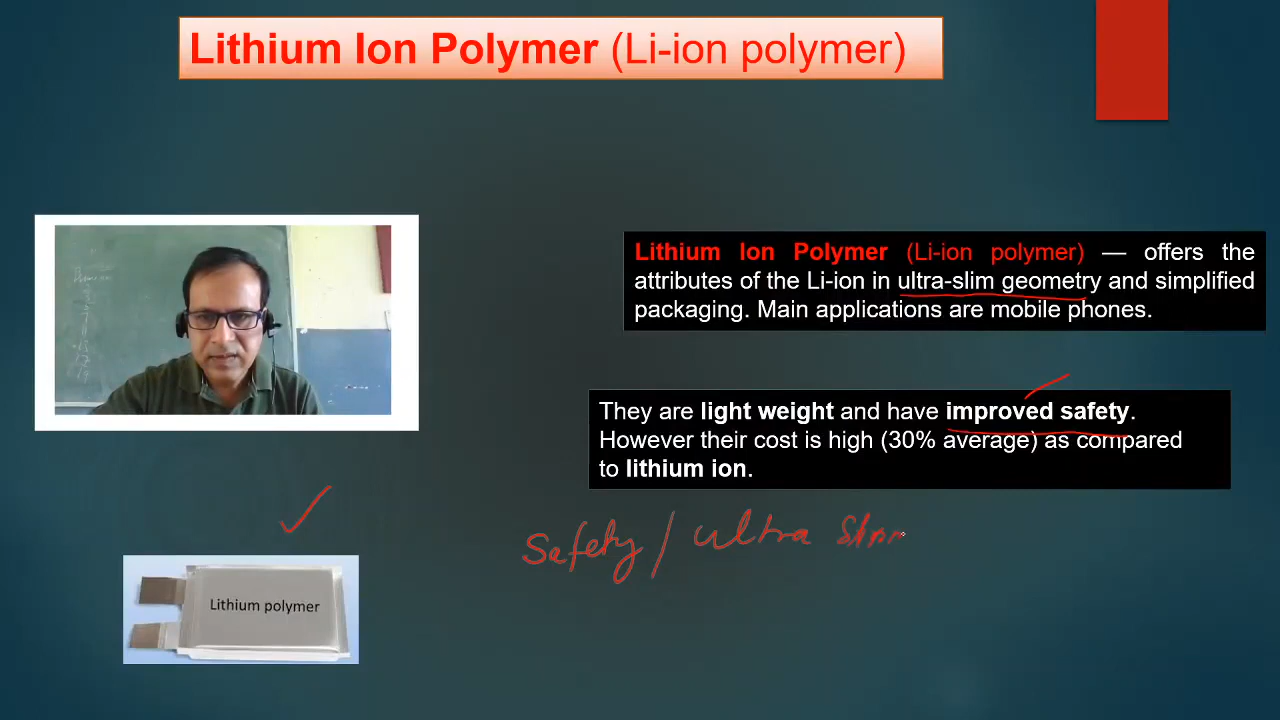 Lithium Ion Polymer (Li-ion polymer)
Lithium Ion Polymer (Li-ion polymer) — offers the
attributes of the Li-ion in ultra-slim geometry and simplified
packaging. Main applications are mobile phones.
They are light weight and have improved safety.
However their cost is high (30% average) as compared
to lithium ion.
Safety / ultra
Lithium polymer